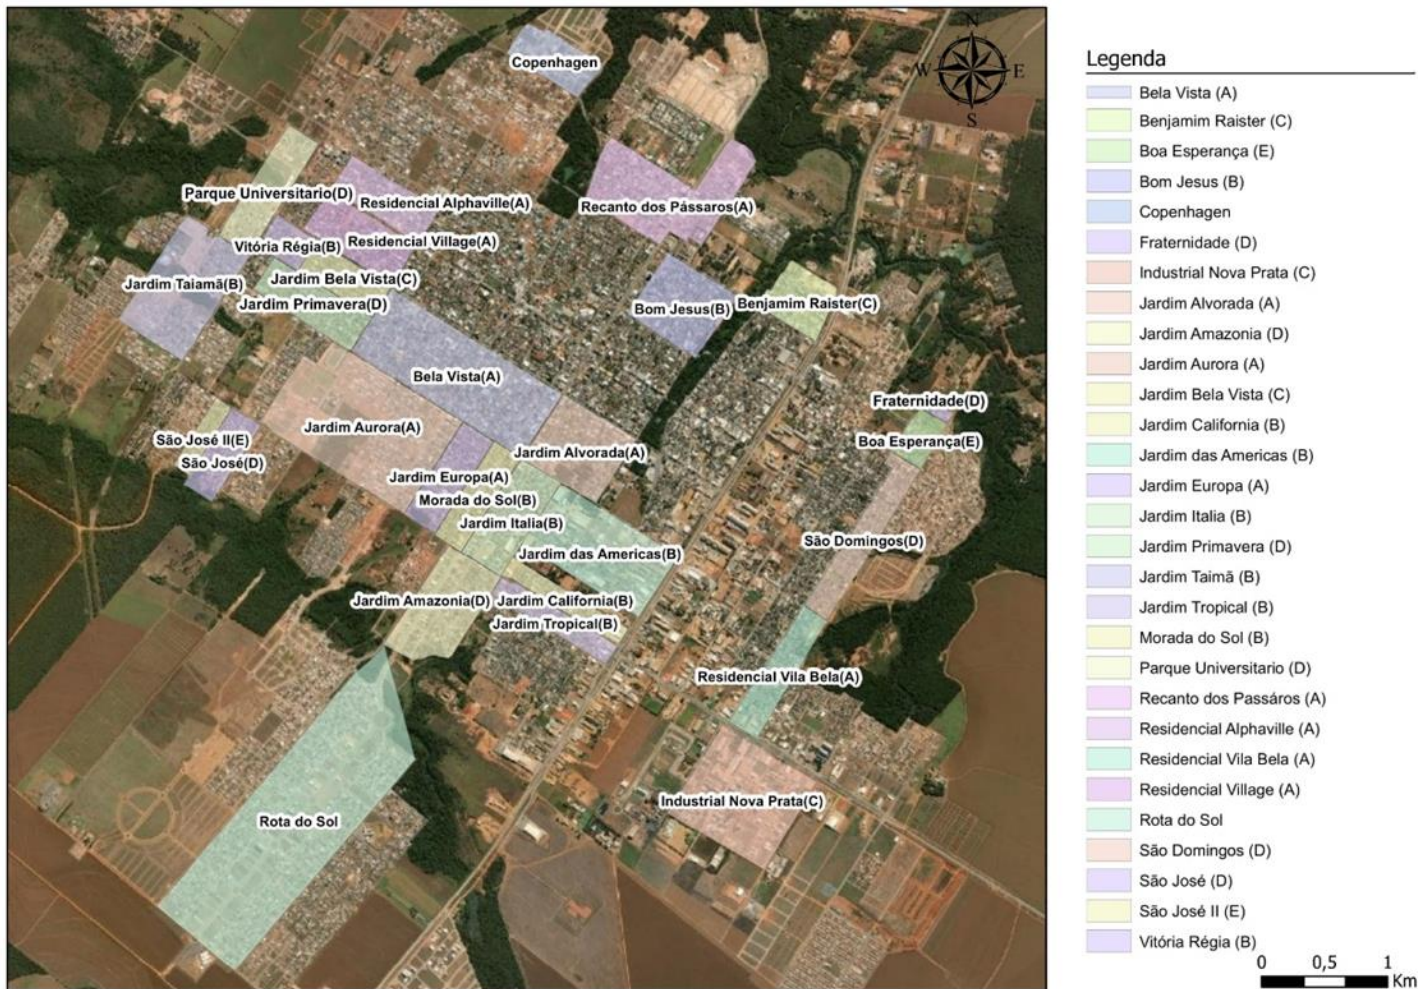 Copenhagen
Parque Universitario(D)
Residencial Alphaville(A)
Recanto dos Pássaros(A)
Vitória Régia(B)
Residencial Village(A)
Jardim Taiamã(B)
Jardim Bela Vista(C)
Jardim Primavera(D)
Bom Jesus(B)
Benjamim Raister(C)
Bela Vista(A)
Fraternidade(D)
Jardim Aurora(A)
São José II(E)
São José(D)
Boa Esperança(E)
Jardim Alvorada(A)
Jardim Europa(A)
Morada do Sol(B)
Jardim Italia(B)
São Domingos(D)
Jardim das Americas(B)
Jardim Amazonia(D)
Jardim California(B)
Jardim Tropical(B)
Residencial Vila Bela(A)
Industrial Nova Prata(C)
Rota do Sol
N
W
E
S
Legenda
Bela Vista (A)
Benjamim Raister (C)
Boa Esperança (E)
Bom Jesus (B)
Copenhagen
Fraternidade (D)
Industrial Nova Prata (C)
Jardim Alvorada (A)
Jardim Amazonia (D)
Jardim Aurora (A)
Jardim Bela Vista (C)
Jardim California (B)
Jardim das Americas (B)
Jardim Europa (A)
Jardim Italia (B)
Jardim Primavera (D)
Jardim Taimã (B)
Jardim Tropical (B)
Morada do Sol (B)
Parque Universitario (D)
Recanto dos Passáros (A)
Residencial Alphaville (A)
Residencial Vila Bela (A)
Residencial Village (A)
Rota do Sol
São Domingos (D)
São José (D)
São José II (E)
Vitória Régia (B)
0 0,5 1
Km